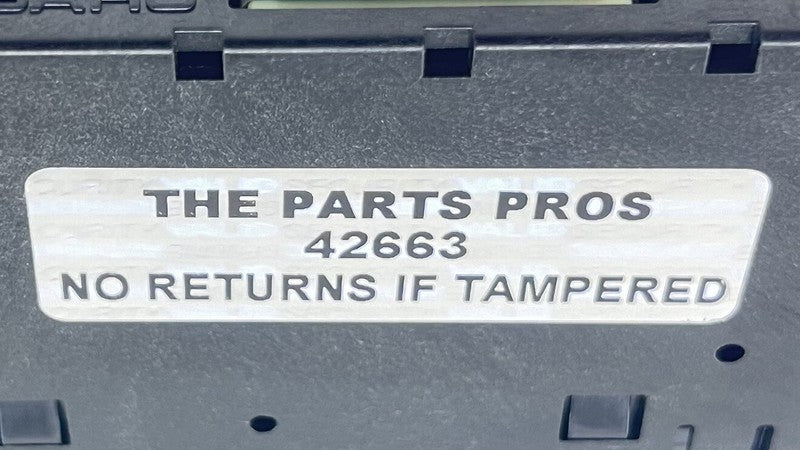 THE PARTS PROS
42663
NO RETURNS IF TAMPERED